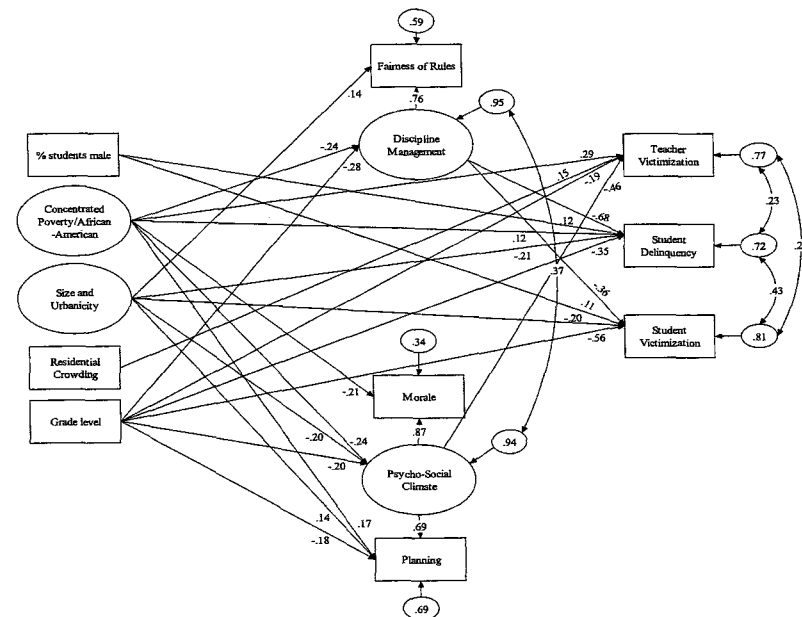 .59
Fairness of Rules
.14
.76
.95
% students male
-.24
Discipline
Management
-.28
.29
Teacher
Victimization
.77
.15
-.19
-.46
Concentrated
Poverty/African
-American
-.68
.23
.12
.12
Student
Delinquency
.72
-.21
-.35
.37
Size and
Urbanicity
-.36
.11
.43
-.20
Student
Victimization
.81
-.56
Residential
Crowding
.34
-.21
Morale
Grade level
.87
-.20
-.24
.94
-.20
Psycho-Social
Climate
.14
.17
.69
-.18
Planning
.69